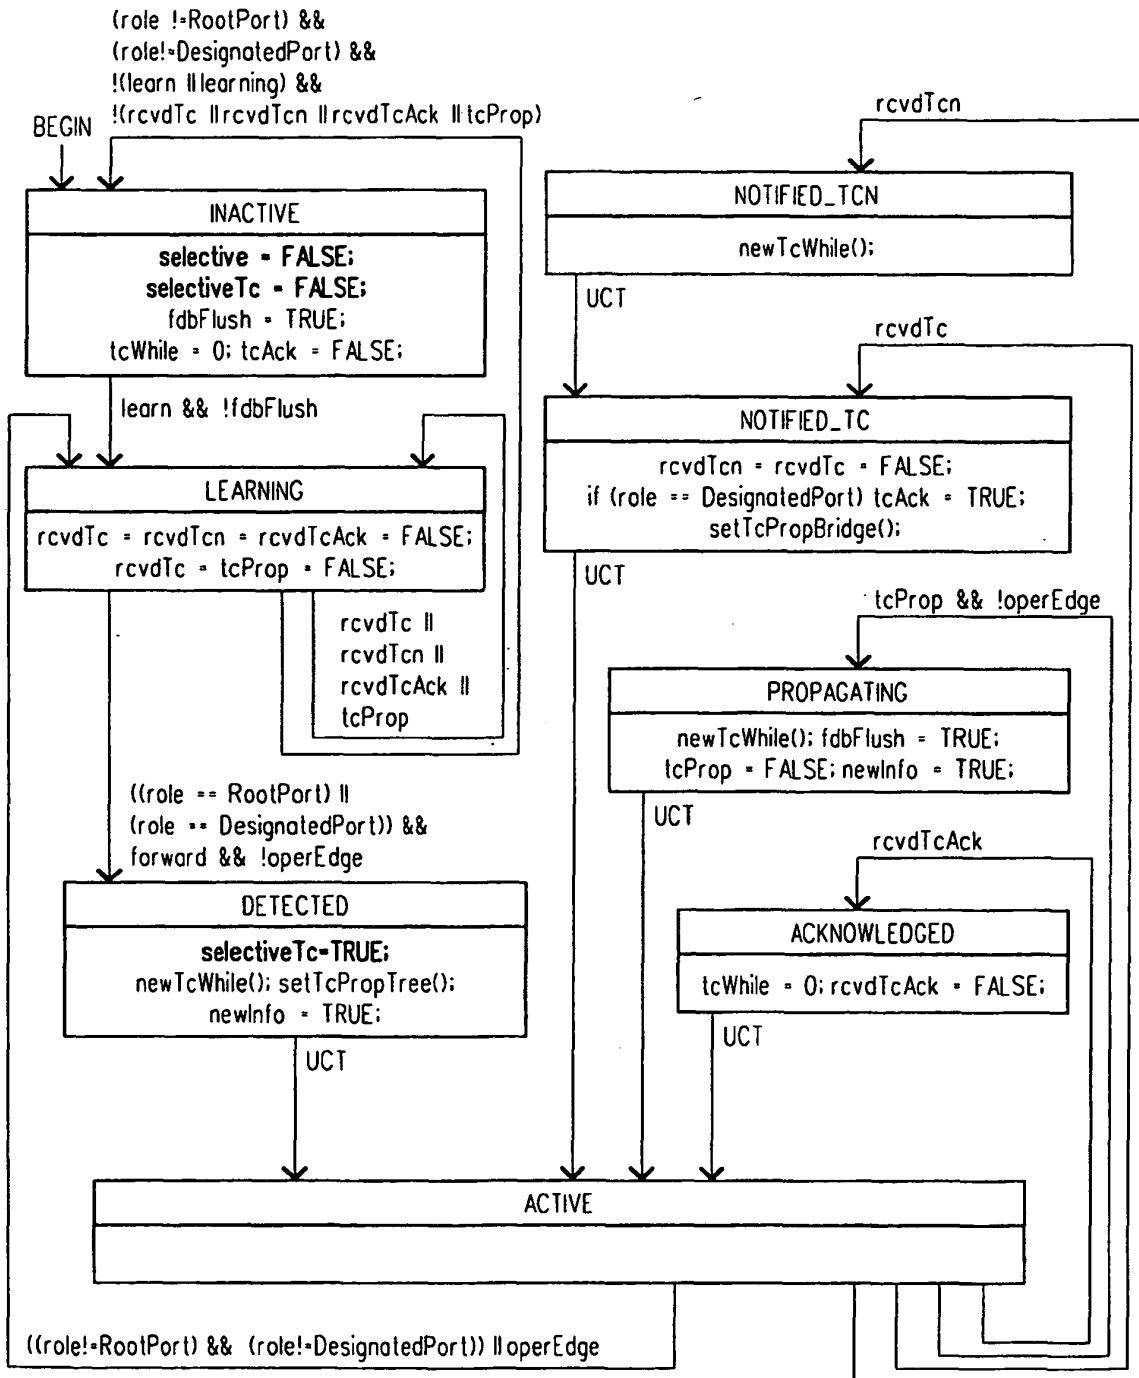 (role !=RootPort) &&
(role!=DesignatedPort) &&
!(learn ||learning) &&
!(rcvdTc ||rcvdTcn ||rcvdTcAck ||tcProp)
BEGIN
INACTIVE
selective = FALSE;
selectiveTc = FALSE;
fdbFlush = TRUE;
tcWhile = 0; tcAck = FALSE;
learn && !fdbFlush
LEARNING
rcvdTc = rcvdTcn = rcvdTcAck = FALSE;
rcvdTc = tcProp = FALSE;
rcvdTc ||
rcvdTcn ||
rcvdTcAck ||
tcProp
((role == RootPort) ||
(role == DesignatedPort)) &&
forward && !operEdge
DETECTED
selectiveTc=TRUE;
newTcWhile(); setTcPropTree();
newInfo = TRUE;
UCT
rcvdTcn
NOTIFIED_TCN
newTcWhile();
UCT
rcvdTc
NOTIFIED_TC
rcvdTcn = rcvdTc = FALSE;
if (role == DesignatedPort) tcAck = TRUE;
setTcPropBridge();
UCT
tcProp && !operEdge
PROPAGATING
newTcWhile(); fdbFlush = TRUE;
tcProp = FALSE; newInfo = TRUE;
UCT
rcvdTcAck
ACKNOWLEDGED
tcWhile = 0; rcvdTcAck = FALSE;
UCT
ACTIVE
((role!=RootPort) && (role!=DesignatedPort)) ||operEdge